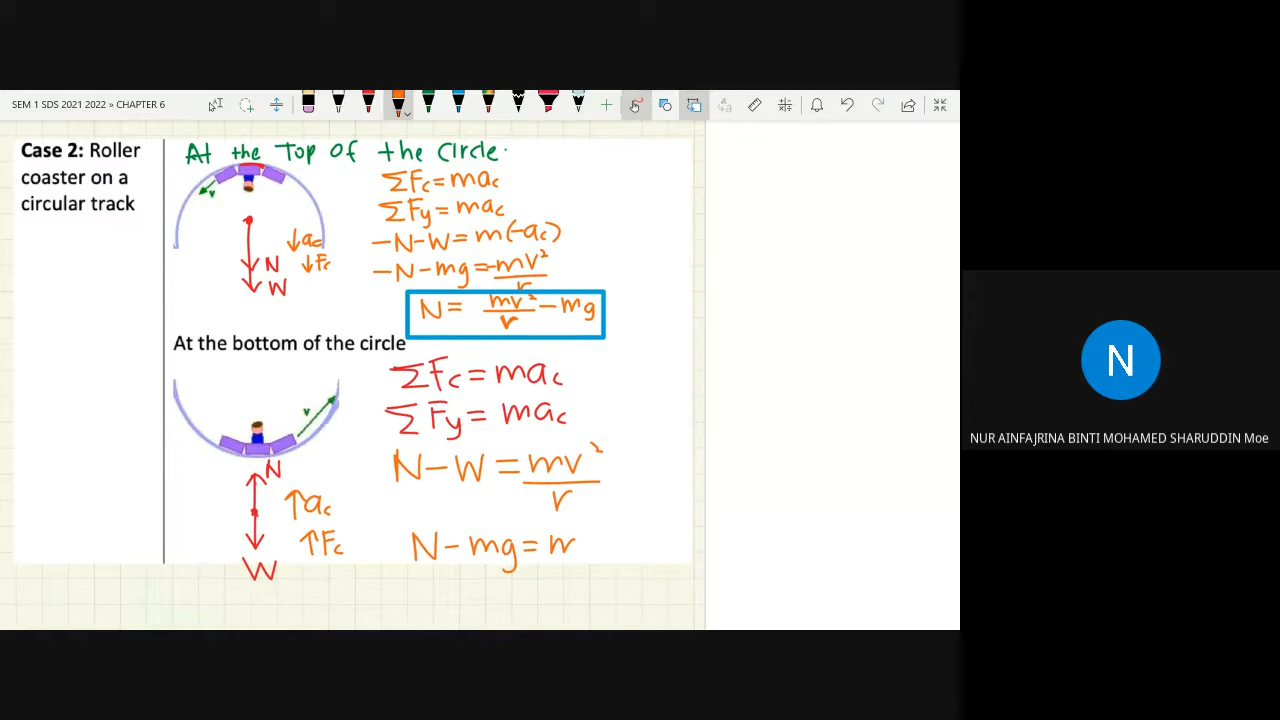 SEM 1 SDS 2021 2022 » CHAPTER 6
Case 2: Roller
coaster on a
circular track
At the Top of the Circle.
v
ac
Fc
N
W
ΣFc = mac
ΣFy = mac
-N-W = m(-ac)
-N-mg = -mv²/r
N = mv²/r - mg
At the bottom of the circle
v
N
ac
Fc
W
ΣFc = mac
ΣFy = mac
N-W = mv²/r
N-mg = m
N
NUR AINFAJRINA BINTI MOHAMED SHARUDDIN Moe